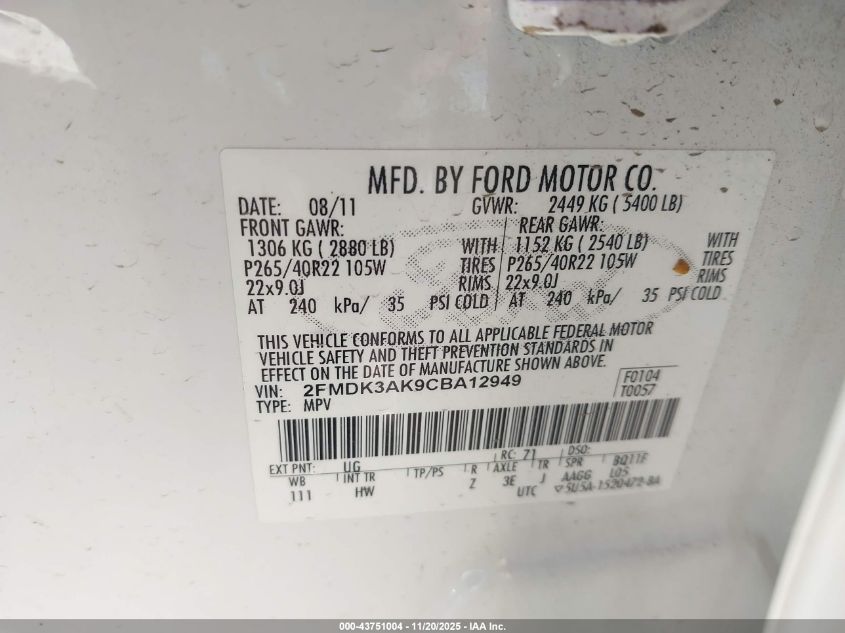 MFD. BY FORD MOTOR CO.
DATE: 08/11 GVWR: 2449 KG ( 5400 LB)
FRONT GAWR: REAR GAWR:
1306 KG ( 2880 LB) WITH 1152 KG ( 2540 LB) WITH
P265/40R22 105W TIRES P265/40R22 105W TIRES
22x9.0J RIMS 22x9.0J RIMS
AT 240 kPa/ 35 PSI COLD AT 240 kPa/ 35 PSI COLD
THIS VEHICLE CONFORMS TO ALL APPLICABLE FEDERAL MOTOR
VEHICLE SAFETY AND THEFT PREVENTION STANDARDS IN
EFFECT ON THE DATE OF MANUFACTURE SHOWN ABOVE.
VIN: 2FMDK3AK9CBA12949 F0104
TYPE: MPV T0057
EXT PNT: UG RC: 71 DSO:
WB INT TR TP/PS R AXLE TR SPR BQ11F
111 HW Z 3E J AAGG L05
UTC ▽5U5A-1520472-BA
000-43751004 - 11/20/2025 - IAA Inc.